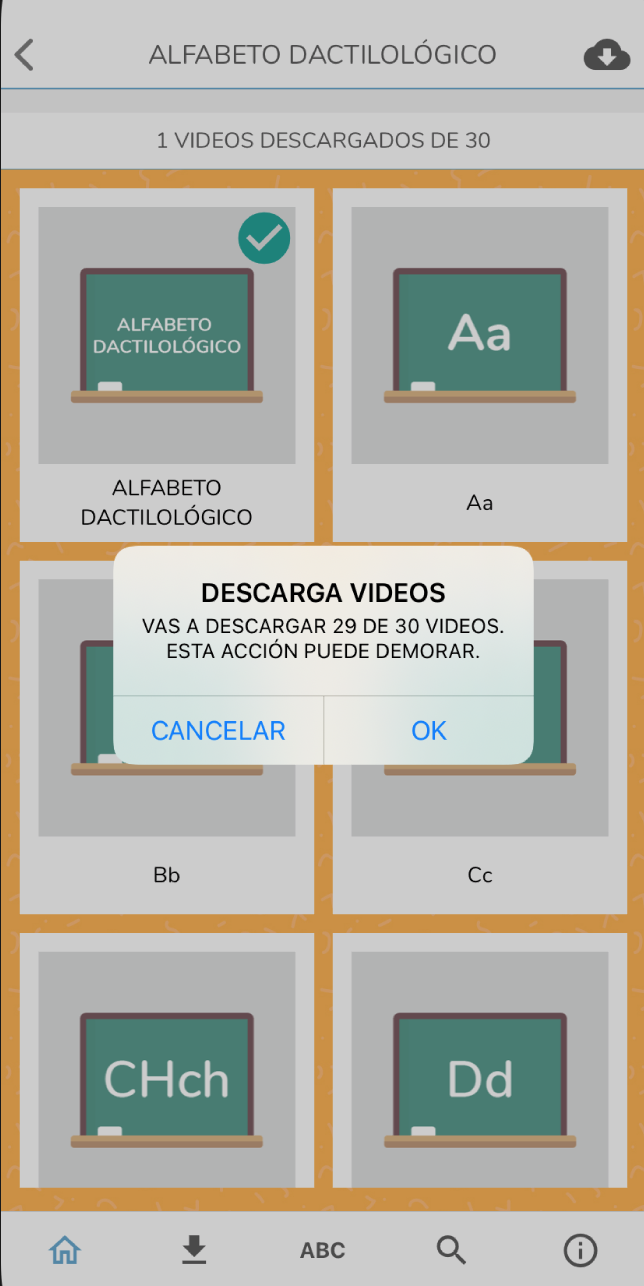 ALFABETO DACTILOLÓGICO
1 VIDEOS DESCARGADOS DE 30
ALFABETO
DACTILOLÓGICO
Aa
ALFABETO
DACTILOLÓGICO
Aa
DESCARGA VIDEOS
VAS A DESCARGAR 29 DE 30 VIDEOS.
ESTA ACCIÓN PUEDE DEMORAR.
CANCELAR
OK
Bb
Cc
CHch
Dd
ABC